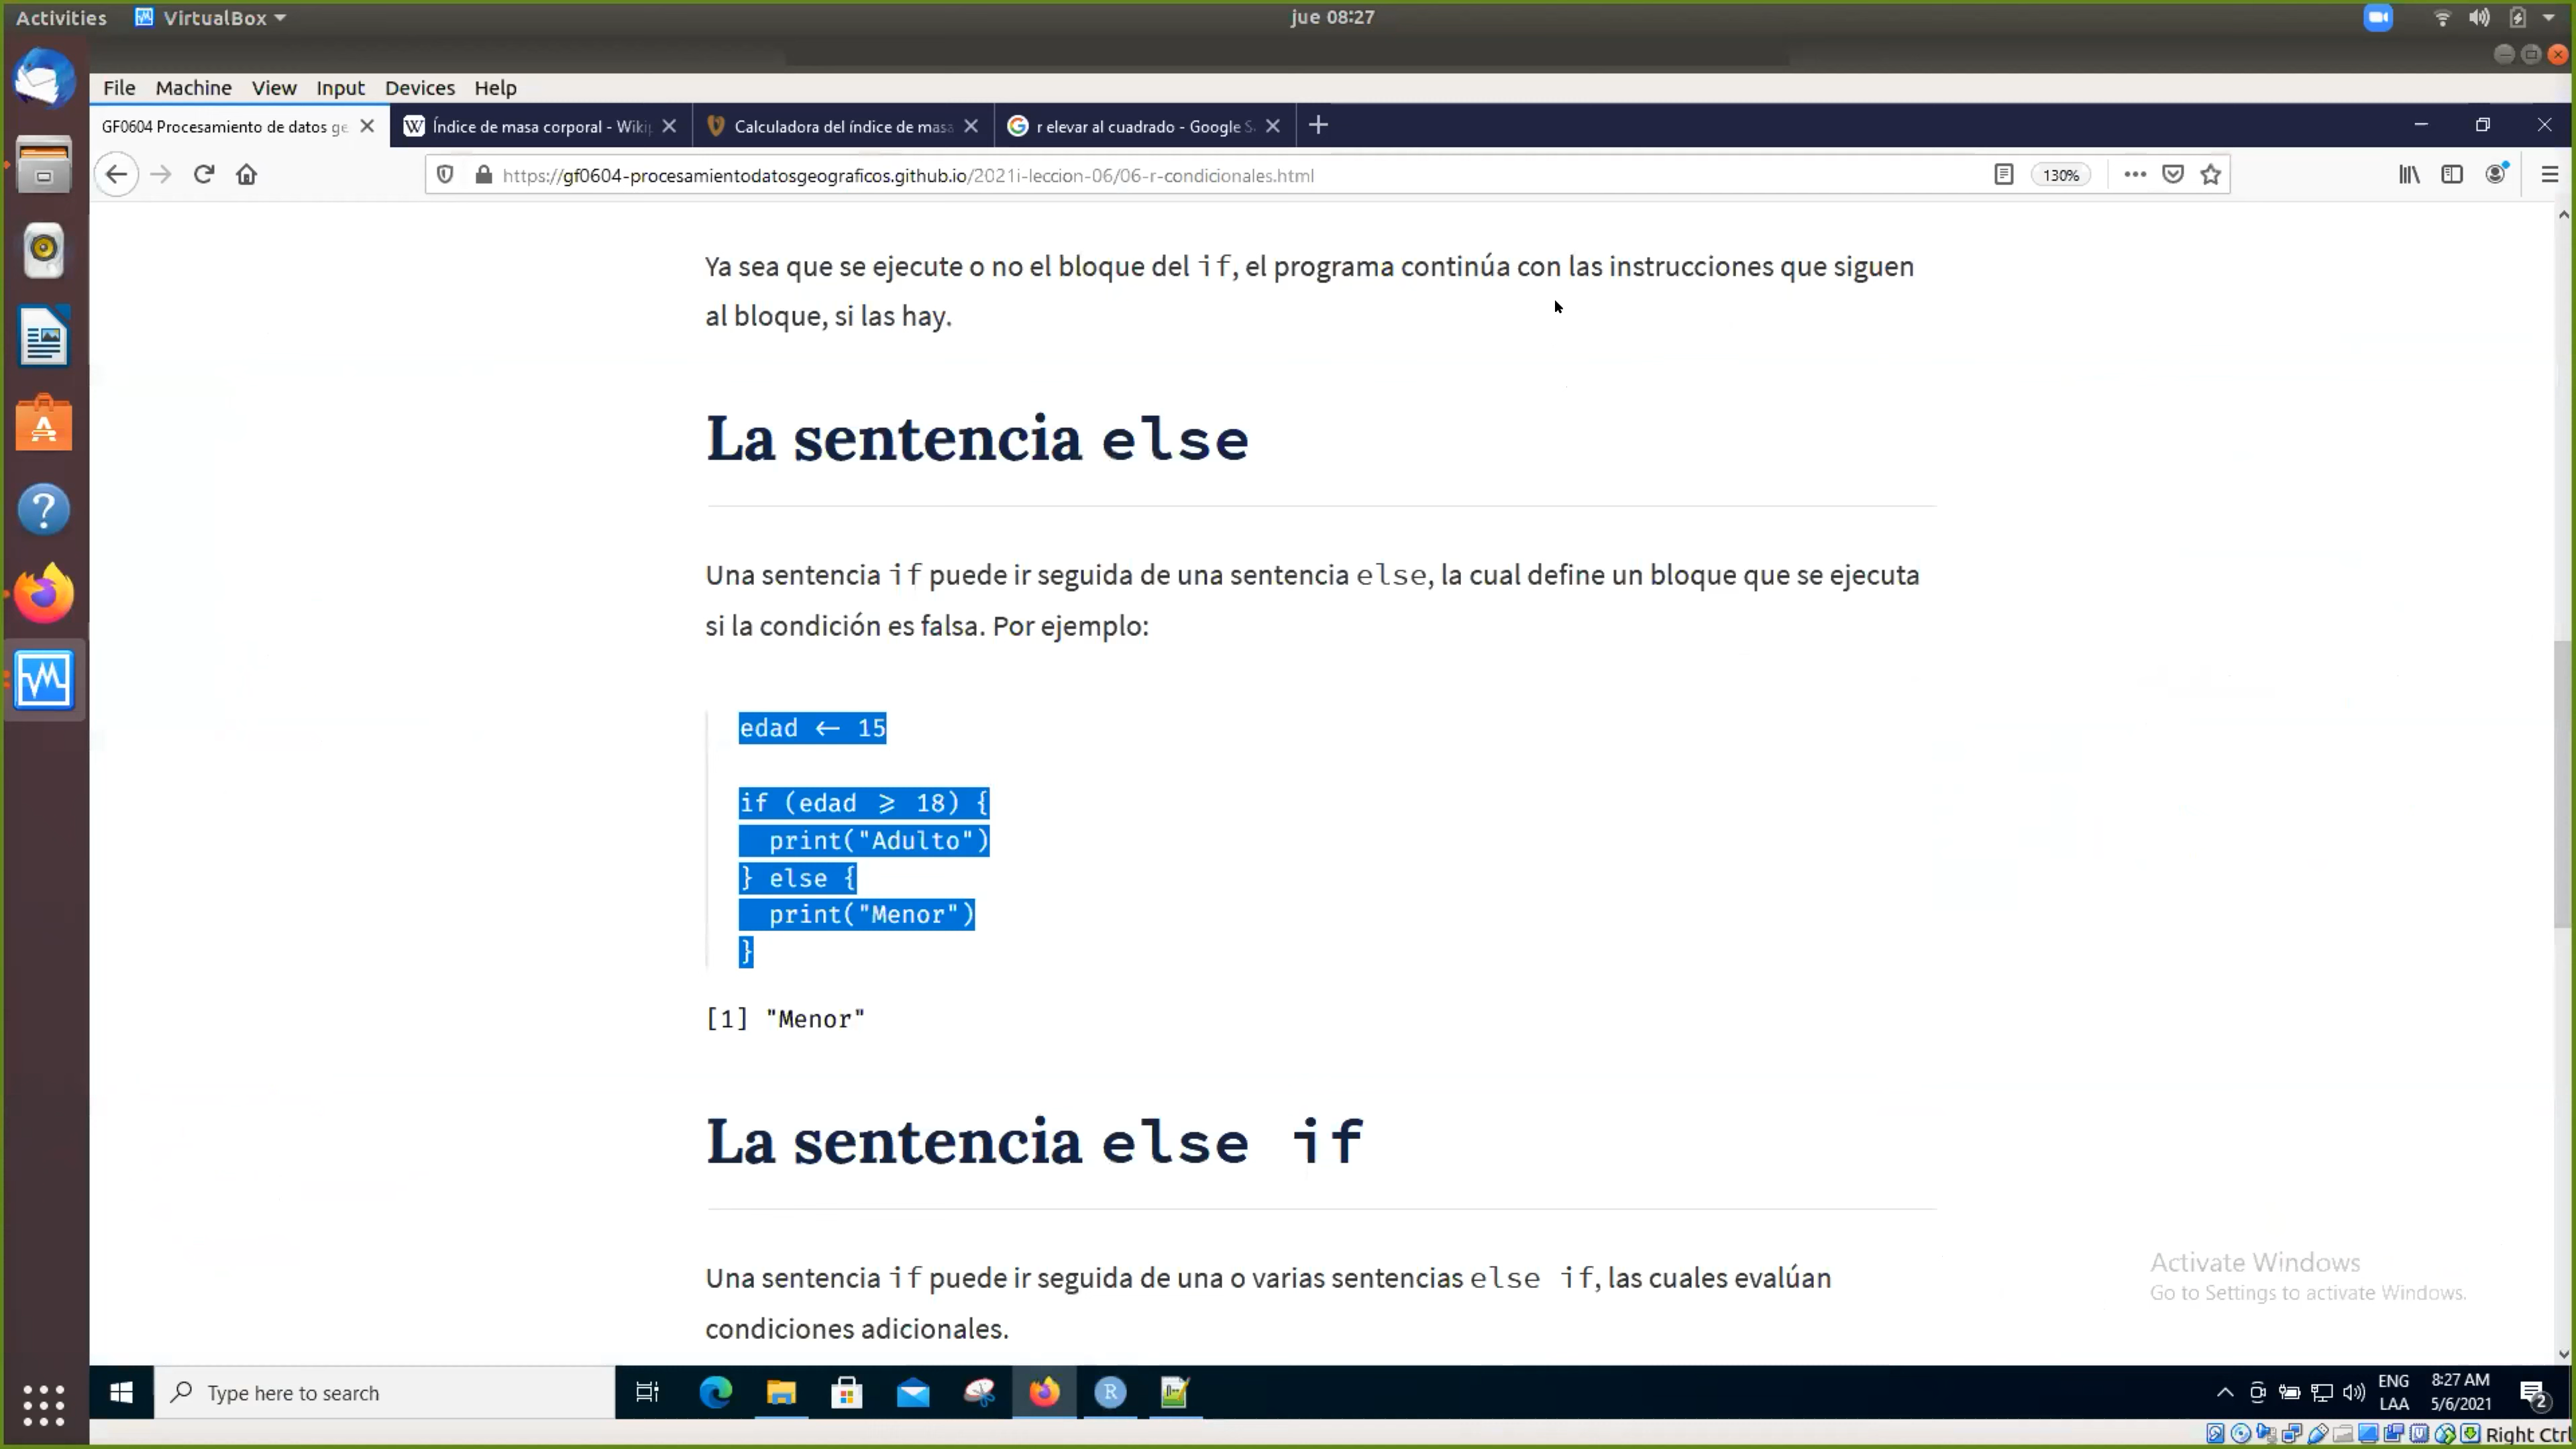 Activities VirtualBox jue 08:27
File Machine View Input Devices Help
GF0604 Procesamiento de datos ge Índice de masa corporal - Wiki Calculadora del índice de masa r elevar al cuadrado - Google S
https://gf0604-procesamientodatosgeograficos.github.io/2021i-leccion-06/06-r-condicionales.html 130%
Ya sea que se ejecute o no el bloque del if, el programa continúa con las instrucciones que siguen
al bloque, si las hay.
La sentencia else
Una sentencia if puede ir seguida de una sentencia else, la cual define un bloque que se ejecuta
si la condición es falsa. Por ejemplo:
edad ← 15
if (edad ⩾ 18) {
print("Adulto")
} else {
print("Menor")
}
[1] "Menor"
La sentencia else if
Una sentencia if puede ir seguida de una o varias sentencias else if, las cuales evalúan
condiciones adicionales.
Activate Windows
Go to Settings to activate Windows.
Type here to search
ENG 8:27 AM
LAA 5/6/2021 2
Right Ctrl